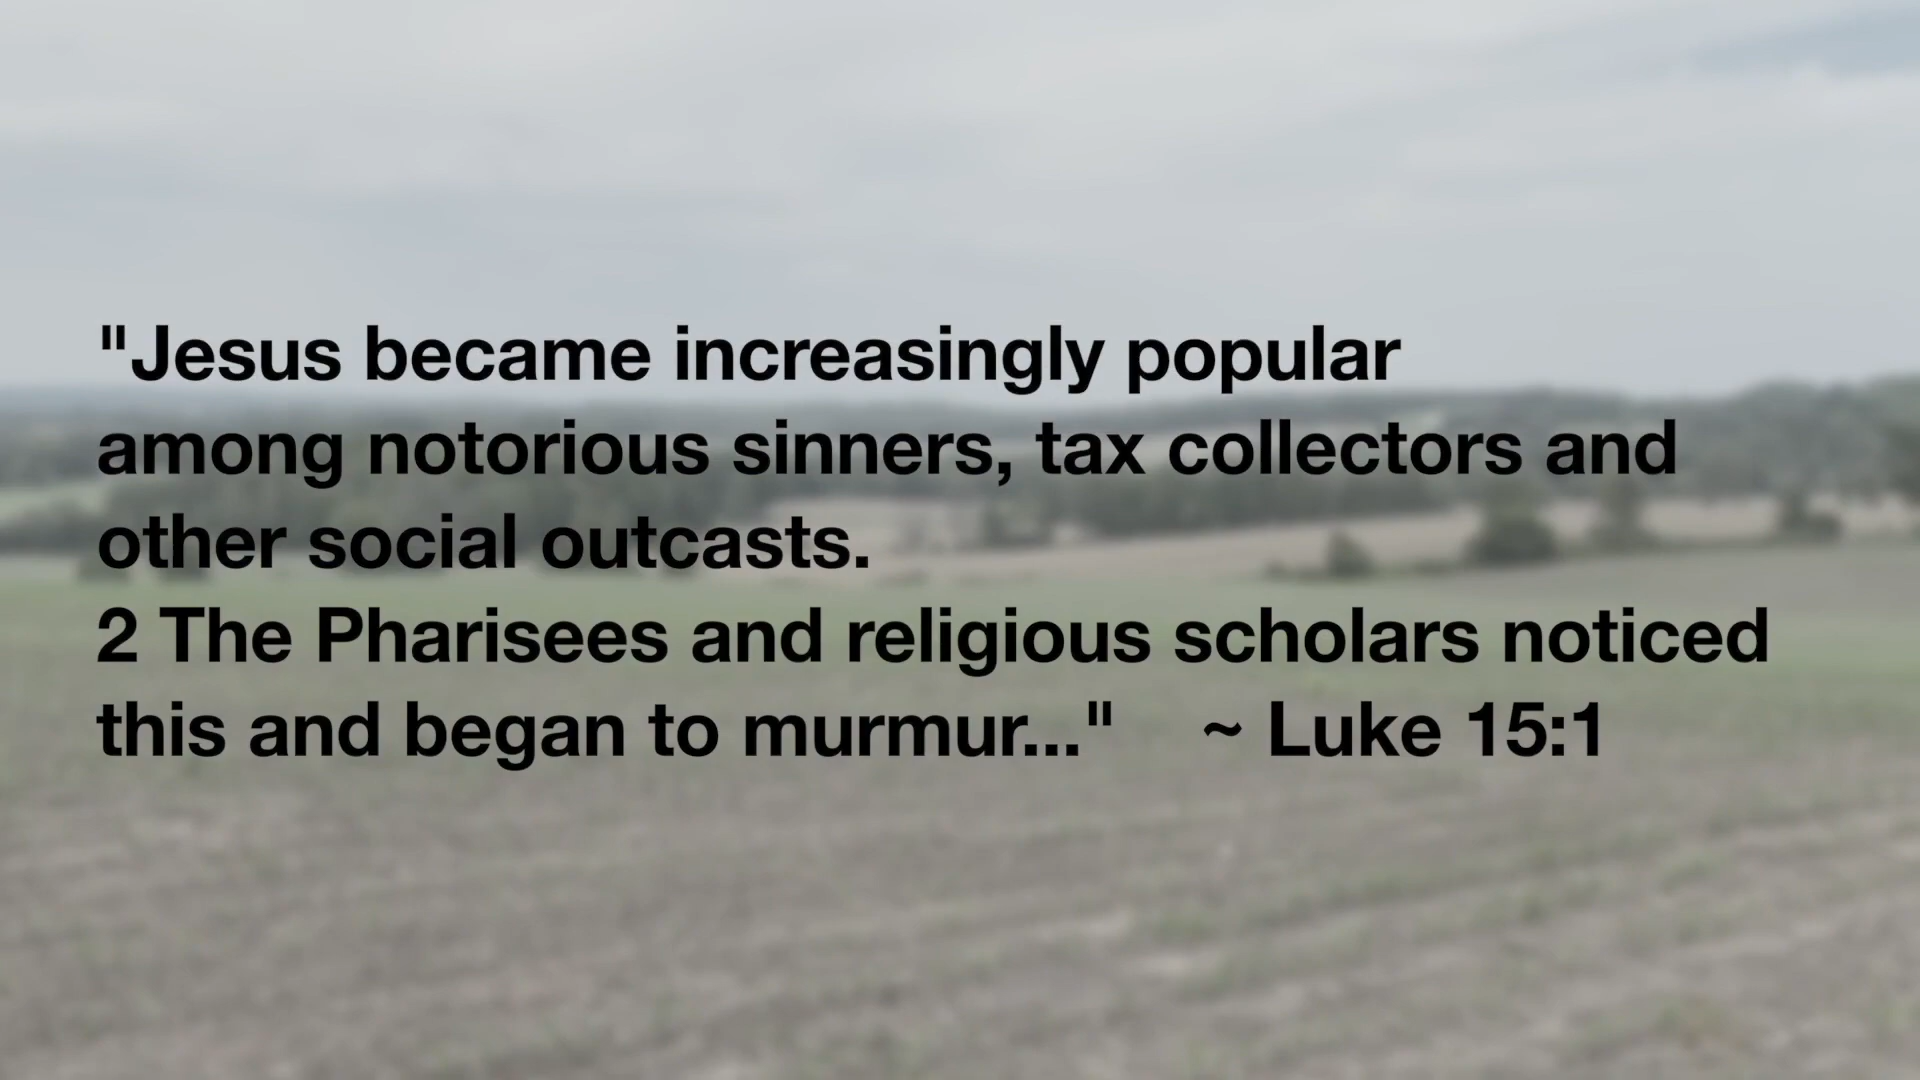 "Jesus became increasingly popular
among notorious sinners, tax collectors and
other social outcasts.
2 The Pharisees and religious scholars noticed
this and began to murmur..." ~ Luke 15:1